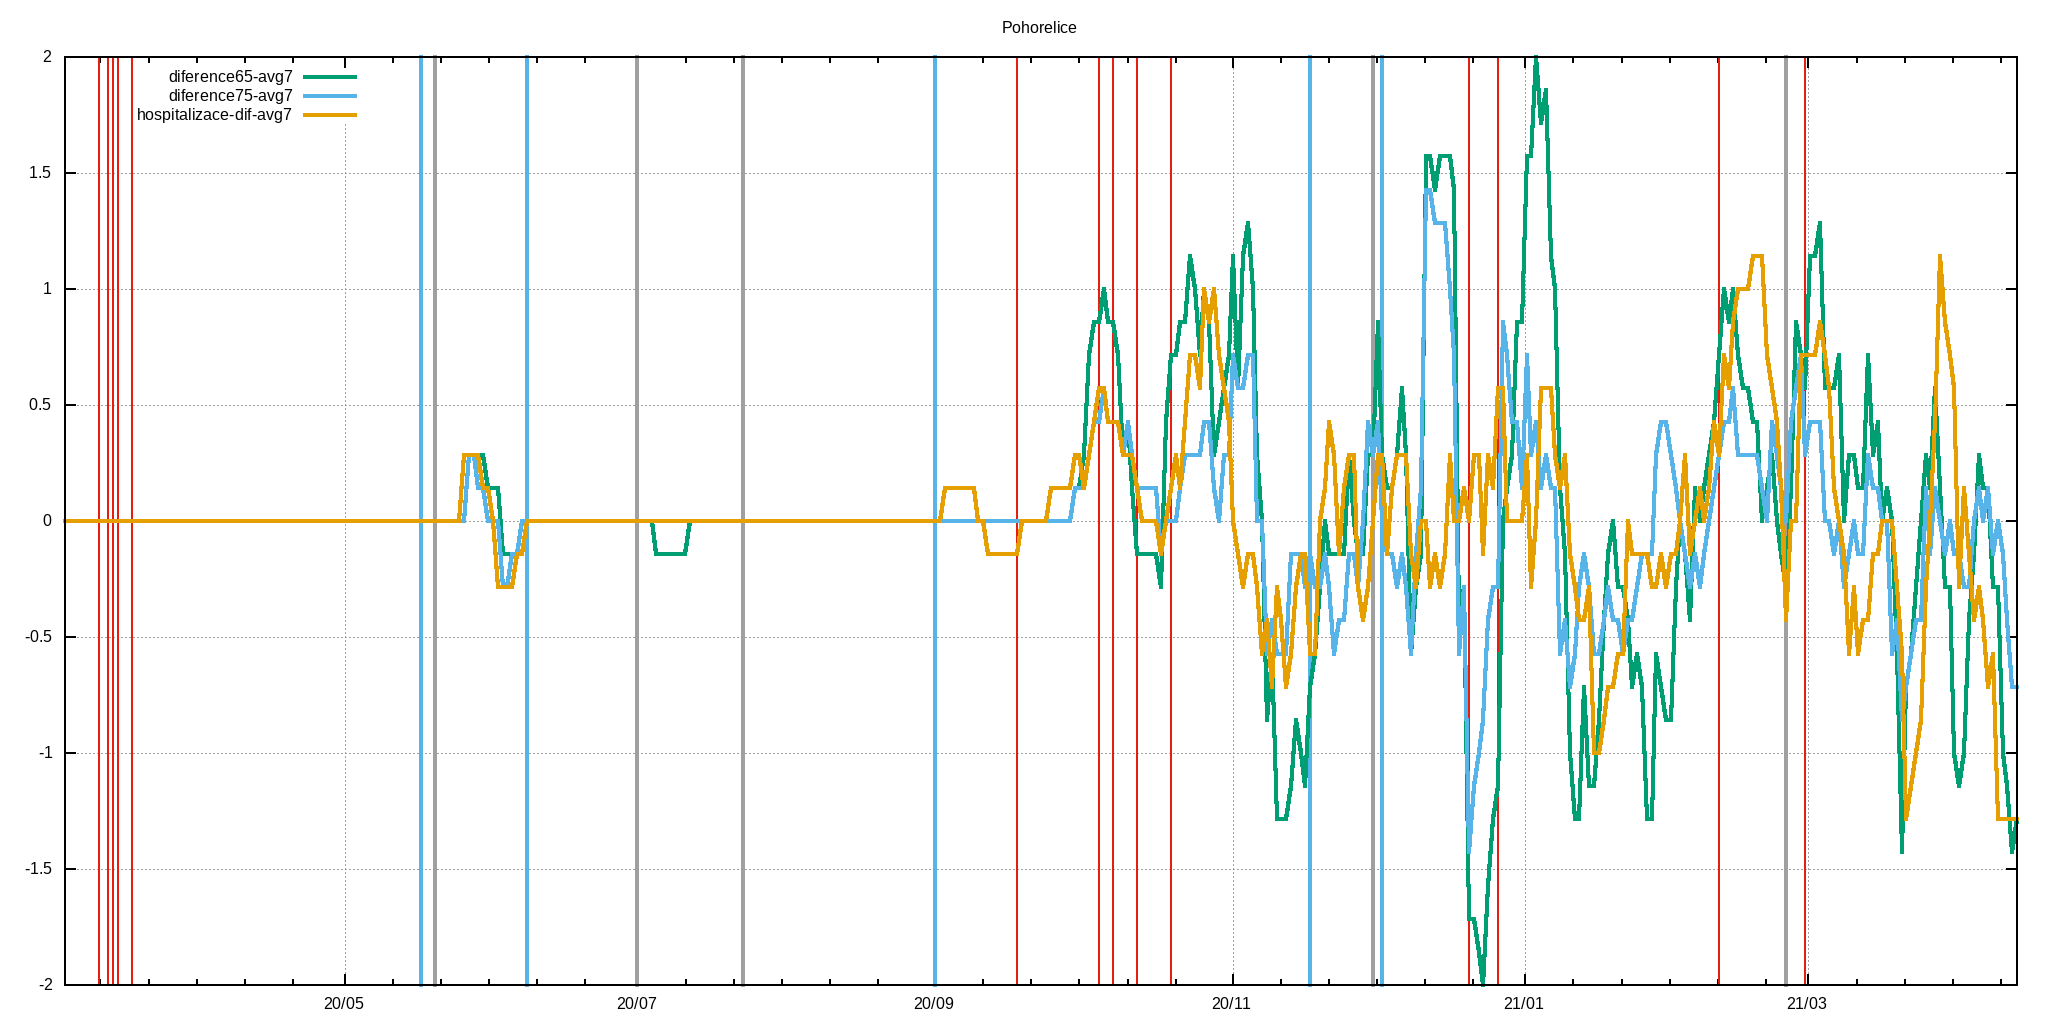 Pohorelice
2
diference65-avg7
diference75-avg7
hospitalizace-dif-avg7
1.5
1
0.5
0
-0.5
-1
-1.5
-2
20/05 20/07 20/09 20/11 21/01 21/03